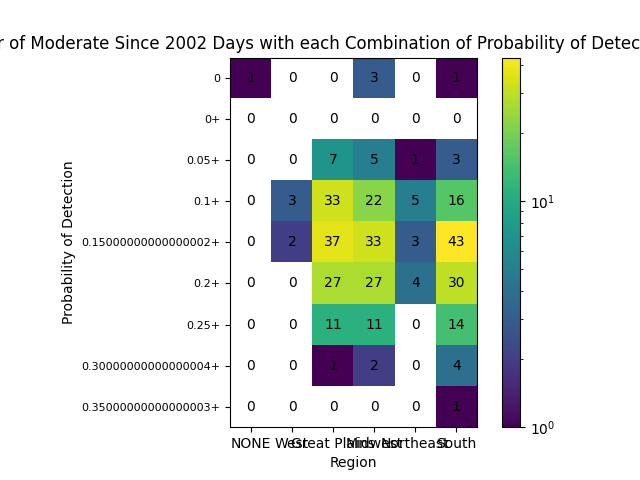 r of Moderate Since 2002 Days with each Combination of Probability of Detec
0 1 0 0 3 0 1
0+ 0 0 0 0 0 0
0.05+ 0 0 7 5 1 3
0.1+ 0 3 33 22 5 16
0.15000000000000002+ 0 2 37 33 3 43
0.2+ 0 0 27 27 4 30
0.25+ 0 0 11 11 0 14
0.30000000000000004+ 0 0 1 2 0 4
0.35000000000000003+ 0 0 0 0 0 1
NONE West Great Plains Midwest Northeast South
Region
Probability of Detection
10¹
10⁰